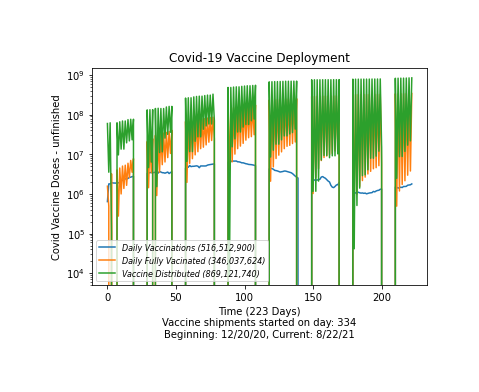 Covid-19 Vaccine Deployment
Covid Vaccine Doses - unfinished
10⁹
10⁸
10⁷
10⁶
10⁵
10⁴
Daily Vaccinations (516,512,900)
Daily Fully Vacinated (346,037,624)
Vaccine Distributed (869,121,740)
0 50 100 150 200
Time (223 Days)
Vaccine shipments started on day: 334
Beginning: 12/20/20, Current: 8/22/21